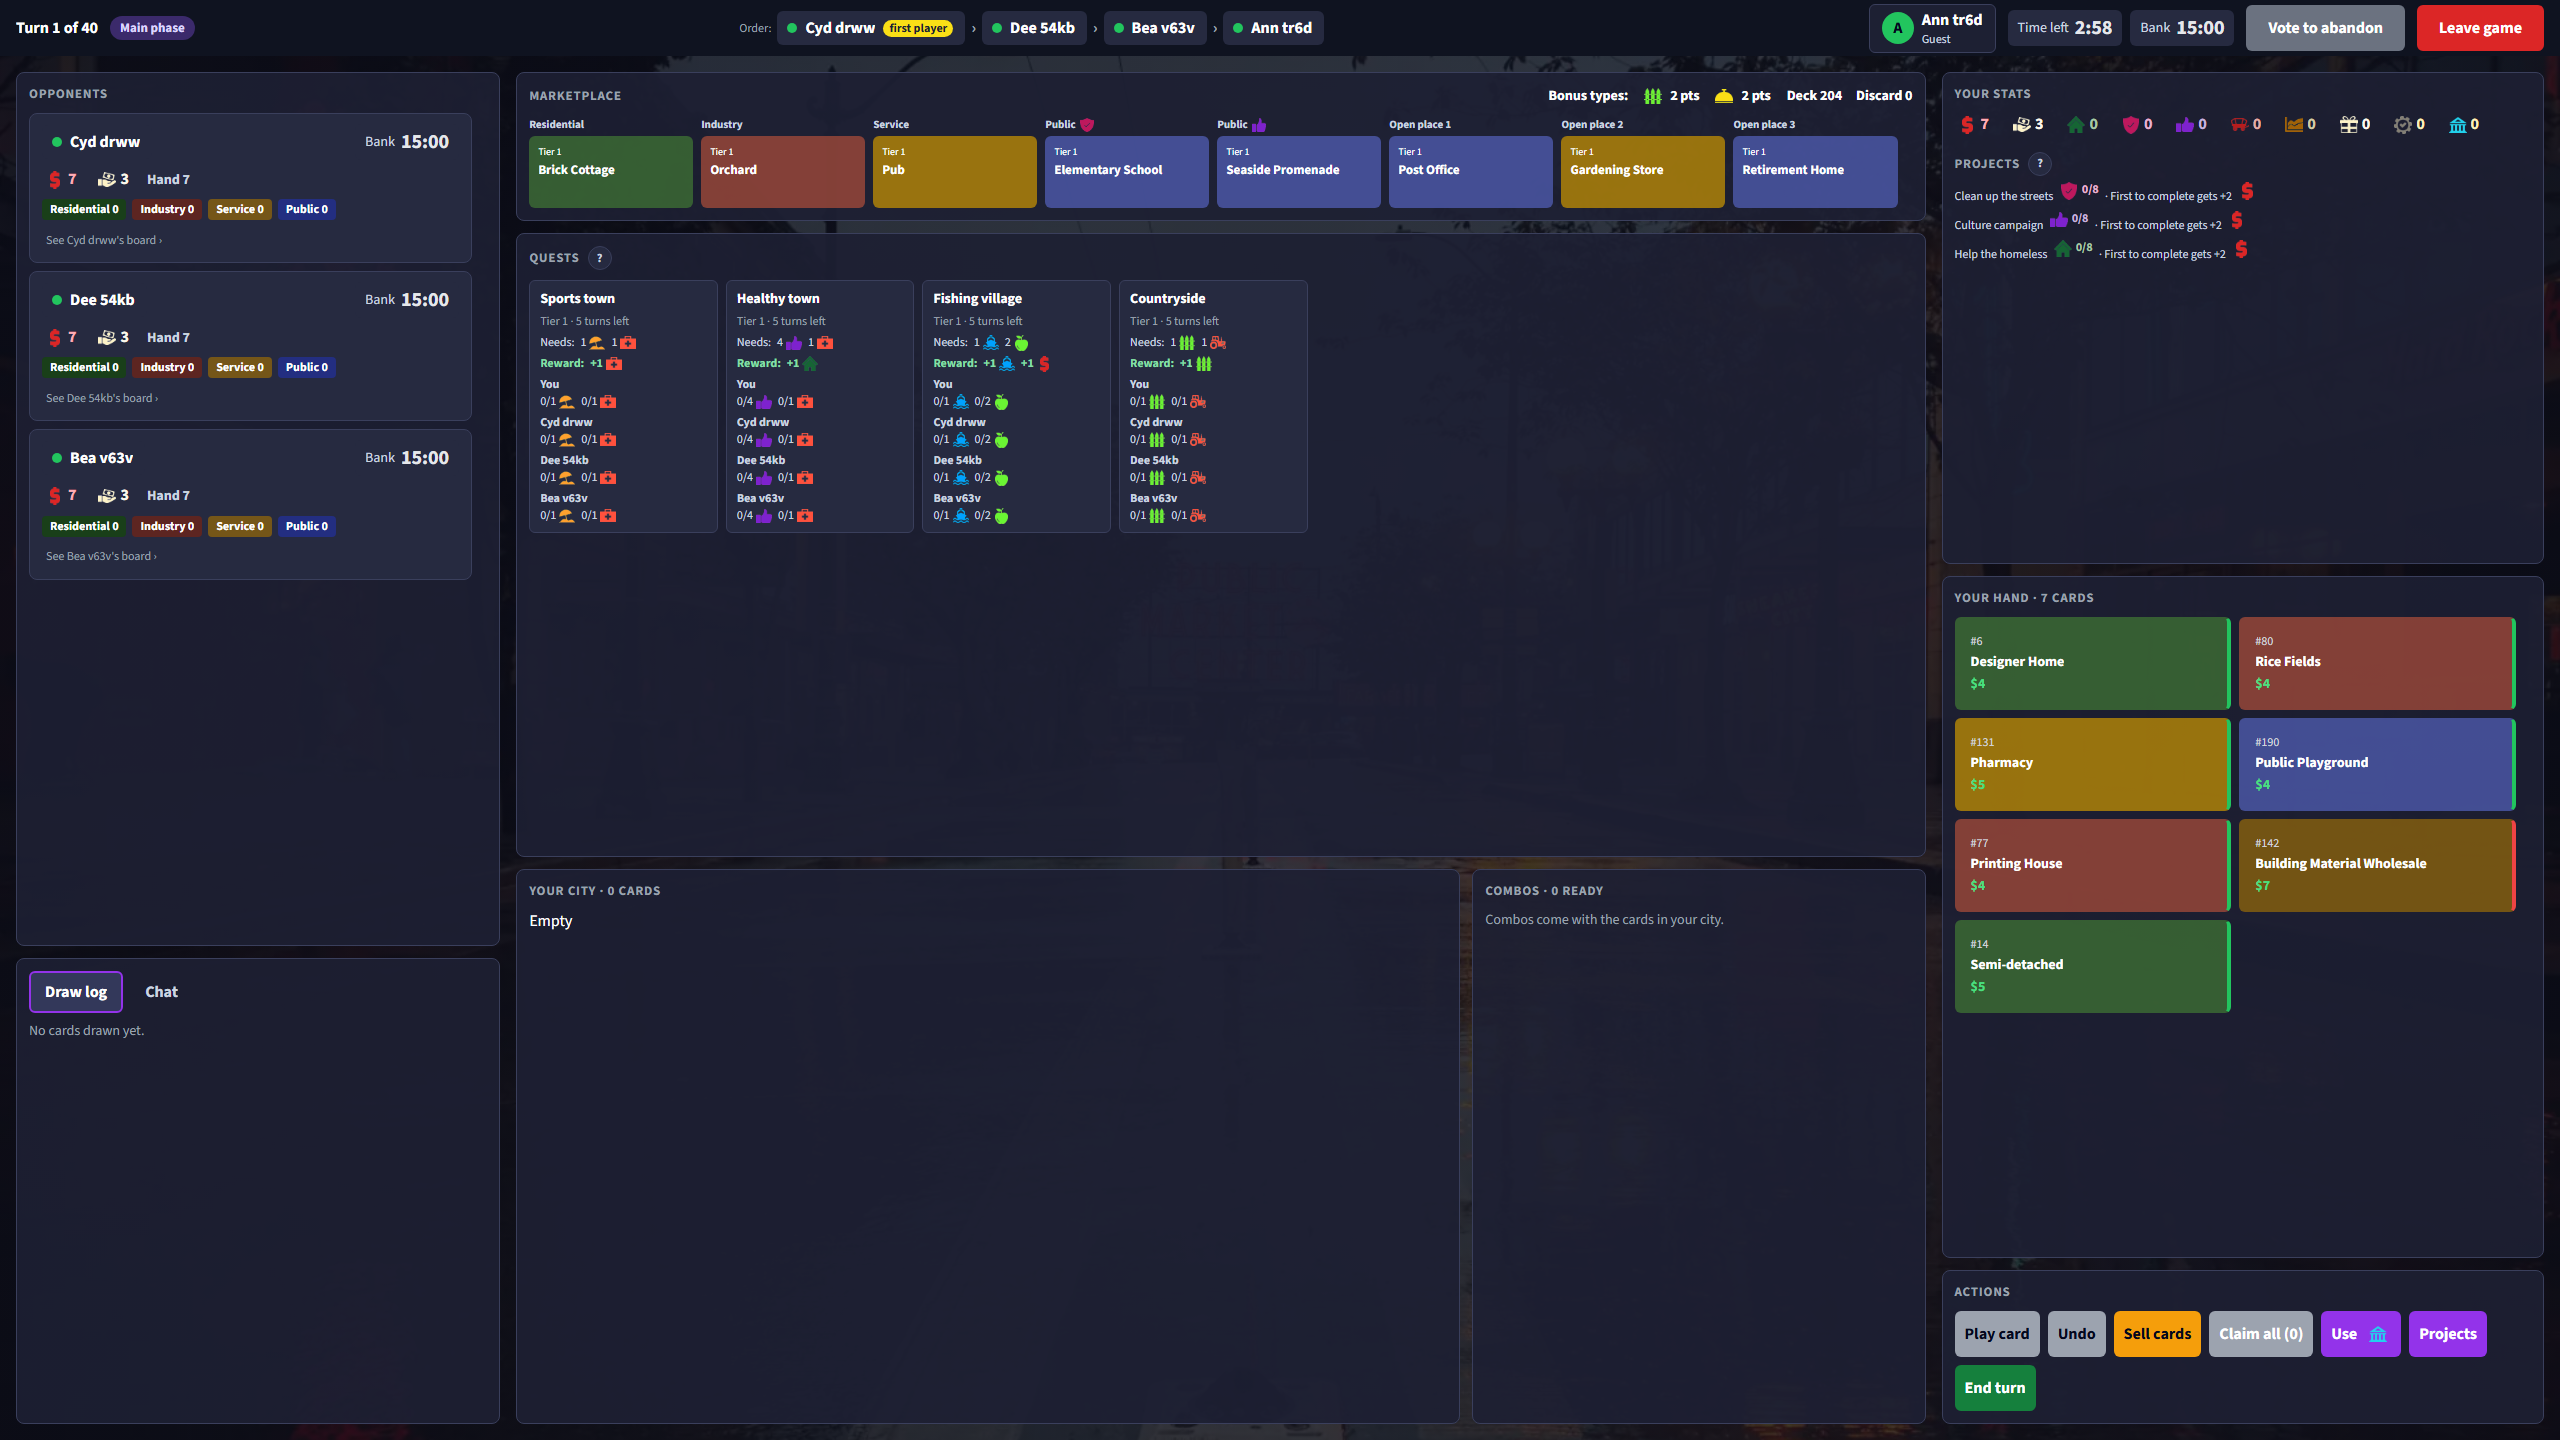 Turn 1 of 40 Main phase
Order: Cyd drww first player › Dee 54kb › Bea v63v › Ann tr6d
A Ann tr6d Guest
Time left 2:58
Bank 15:00
Vote to abandon
Leave game
OPPONENTS
Cyd drww Bank 15:00
7 3 Hand 7
Residential 0 Industry 0 Service 0 Public 0
See Cyd drww's board ›
Dee 54kb Bank 15:00
7 3 Hand 7
Residential 0 Industry 0 Service 0 Public 0
See Dee 54kb's board ›
Bea v63v Bank 15:00
7 3 Hand 7
Residential 0 Industry 0 Service 0 Public 0
See Bea v63v's board ›
Draw log Chat
No cards drawn yet.
MARKETPLACE
Bonus types: 2 pts 2 pts Deck 204 Discard 0
Residential Industry Service Public Public Open place 1 Open place 2 Open place 3
Tier 1 Tier 1 Tier 1 Tier 1 Tier 1 Tier 1 Tier 1 Tier 1
Brick Cottage Orchard Pub Elementary School Seaside Promenade Post Office Gardening Store Retirement Home
QUESTS ?
Sports town
Tier 1 · 5 turns left
Needs: 1 1
Reward: +1
You
0/1 0/1
Cyd drww
0/1 0/1
Dee 54kb
0/1 0/1
Bea v63v
0/1 0/1
Healthy town
Tier 1 · 5 turns left
Needs: 4 1
Reward: +1
You
0/4 0/1
Cyd drww
0/4 0/1
Dee 54kb
0/4 0/1
Bea v63v
0/4 0/1
Fishing village
Tier 1 · 5 turns left
Needs: 1 2
Reward: +1 +1
You
0/1 0/2
Cyd drww
0/1 0/2
Dee 54kb
0/1 0/2
Bea v63v
0/1 0/2
Countryside
Tier 1 · 5 turns left
Needs: 1 1
Reward: +1
You
0/1 0/1
Cyd drww
0/1 0/1
Dee 54kb
0/1 0/1
Bea v63v
0/1 0/1
YOUR CITY · 0 CARDS
Empty
COMBOS · 0 READY
Combos come with the cards in your city.
YOUR STATS
7 3 0 0 0 0 0 0 0 0
PROJECTS ?
Clean up the streets 0/8 · First to complete gets +2
Culture campaign 0/8 · First to complete gets +2
Help the homeless 0/8 · First to complete gets +2
YOUR HAND · 7 CARDS
#6
Designer Home
$4
#80
Rice Fields
$4
#131
Pharmacy
$5
#190
Public Playground
$4
#77
Printing House
$4
#142
Building Material Wholesale
$7
#14
Semi-detached
$5
ACTIONS
Play card Undo Sell cards Claim all (0) Use Projects
End turn